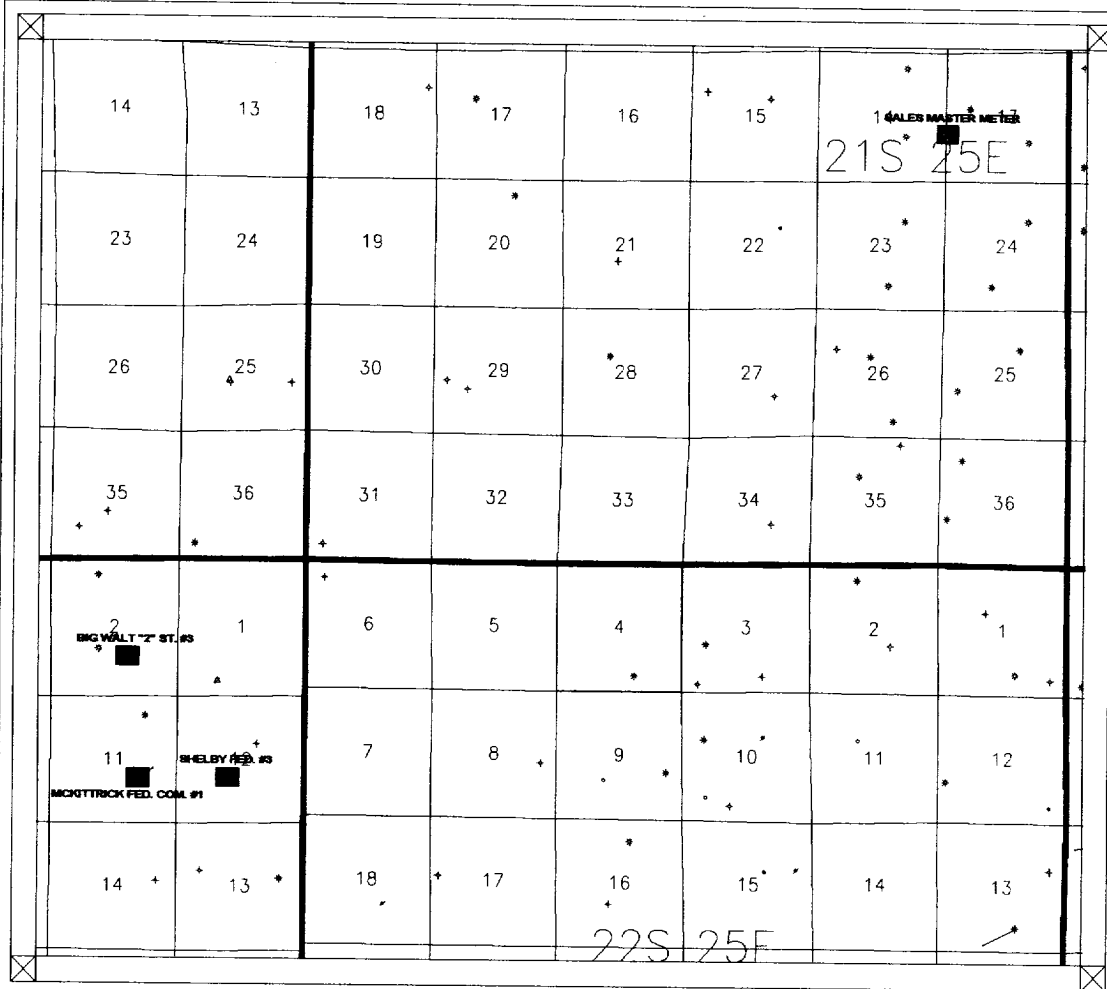 14 13 18 17 16 15 14 13
SALES MASTER METER
21S 25E
23 24 19 20 21 22 23 24
26 25 30 29 28 27 26 25
35 36 31 32 33 34 35 36
2 1 6 5 4 3 2 1
BIG WALT "2" ST. #3
11 12 7 8 9 10 11 12
SHELBY FED. #3
MCKITTRICK FED. COM. #1
14 13 18 17 16 15 14 13
22S 25E